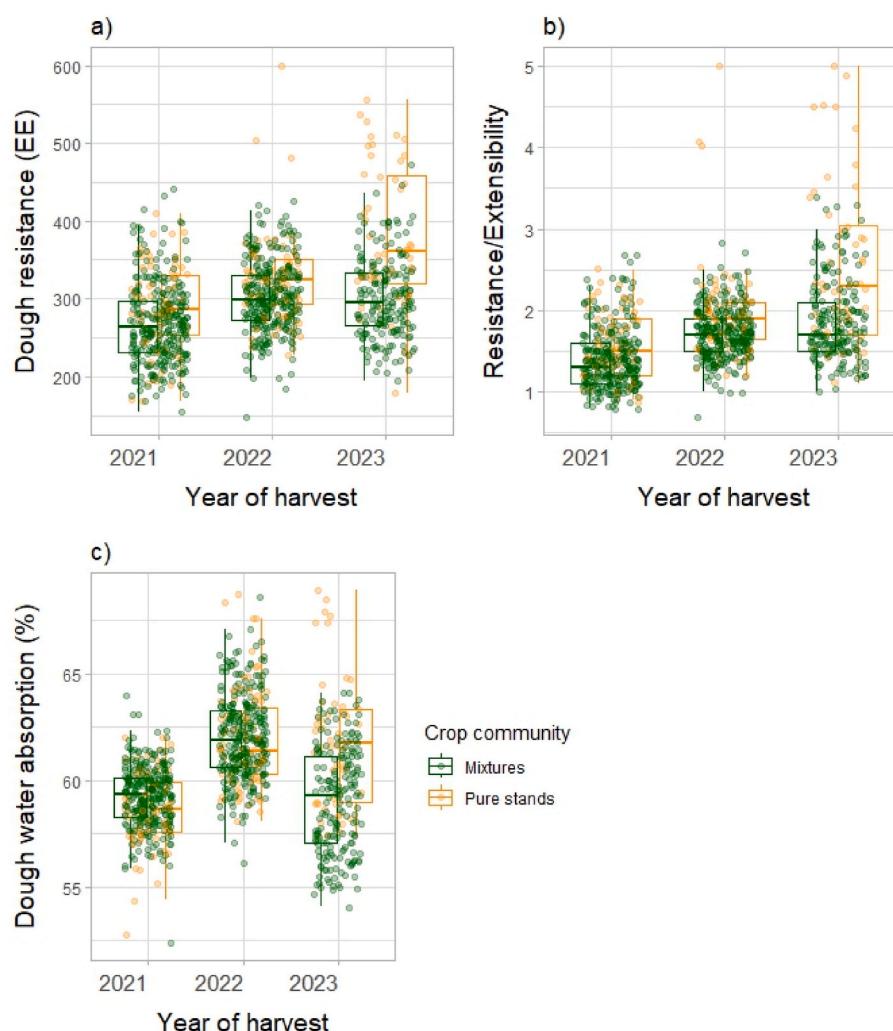 a)
Dough resistance (EE)
600
500
400
300
200
2021 2022 2023
Year of harvest
b)
Resistance/Extensibility
5
4
3
2
1
2021 2022 2023
Year of harvest
c)
Dough water absorption (%)
65
60
55
2021 2022 2023
Year of harvest
Crop community
Mixtures
Pure stands